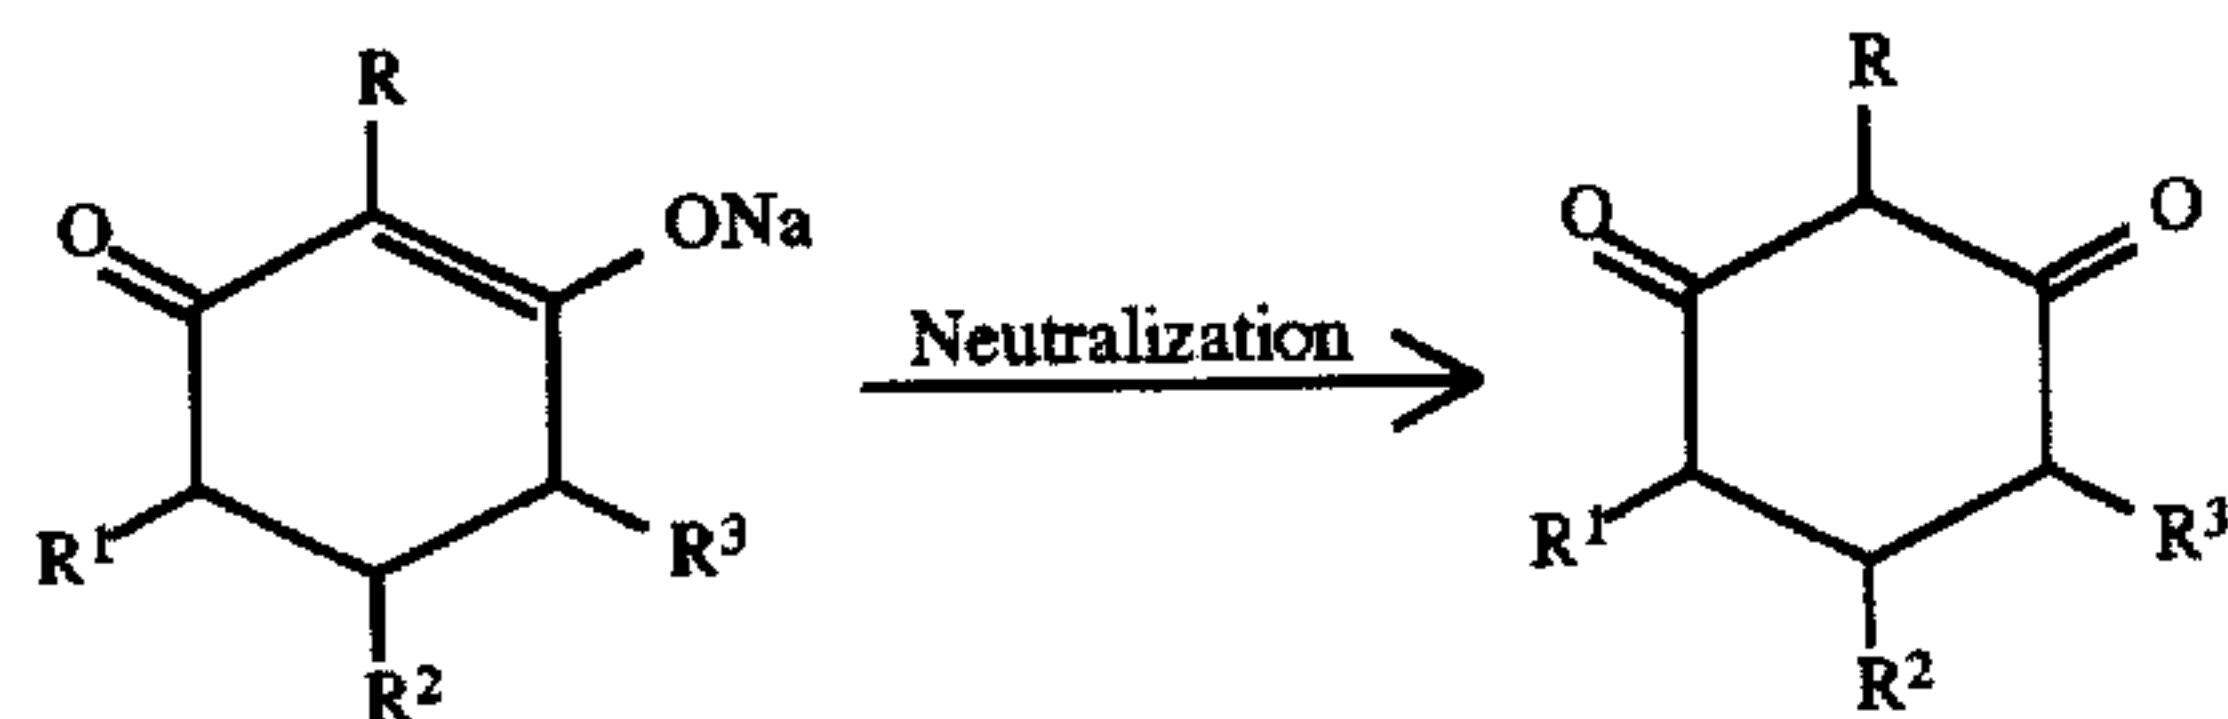 R
R
O
ONa
O
O
Neutralization
R¹
R³
R¹
R³
R²
R²